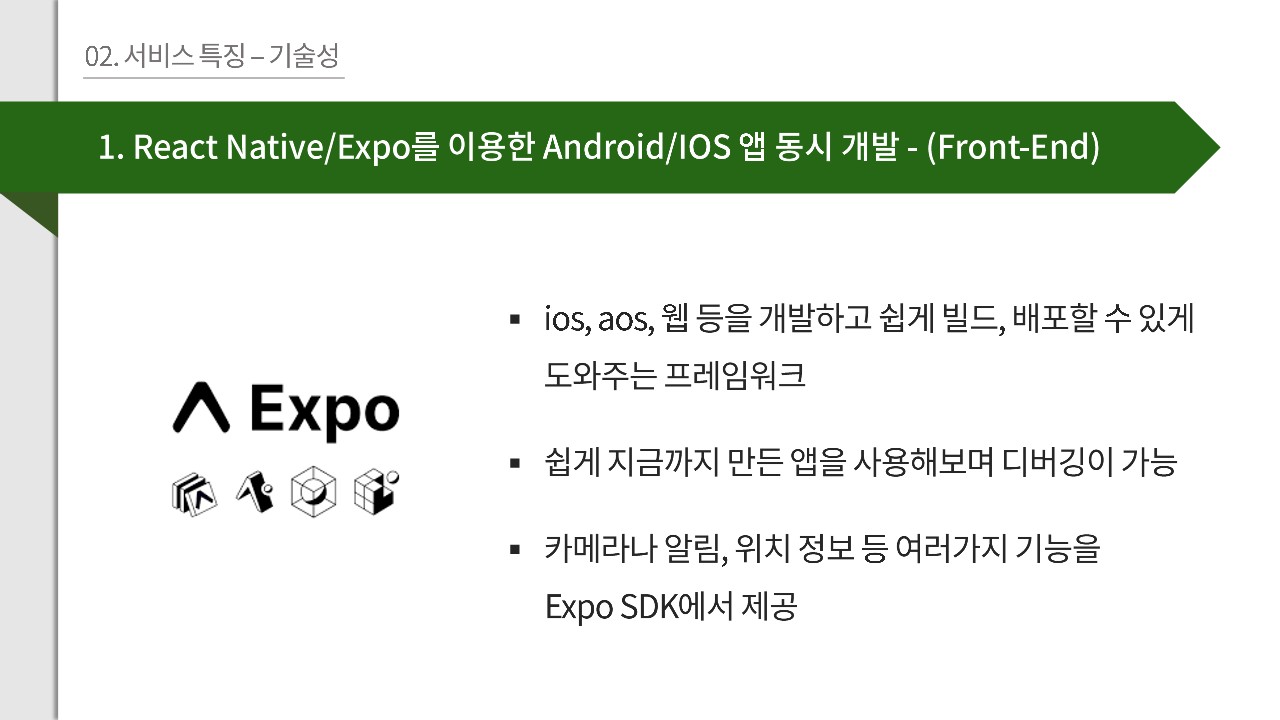 02. 서비스 특징 – 기술성
1. React Native/Expo를 이용한 Android/IOS 앱 동시 개발 - (Front-End)
▪ ios, aos, 웹 등을 개발하고 쉽게 빌드, 배포할 수 있게
도와주는 프레임워크
Expo
▪ 쉽게 지금까지 만든 앱을 사용해보며 디버깅이 가능
▪ 카메라나 알림, 위치 정보 등 여러가지 기능을
Expo SDK에서 제공